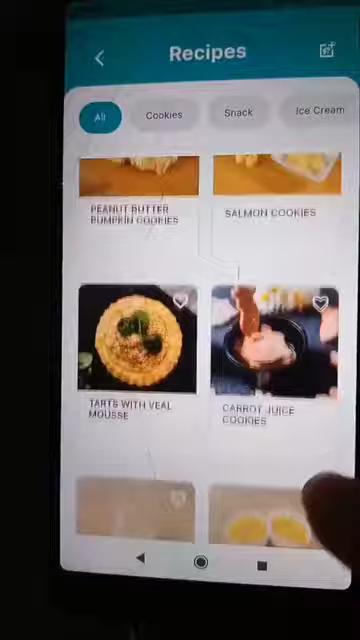 Recipes
All
Cookies
Snack
Ice Cream
PEANUT BUTTER
PUMPKIN COOKIES
SALMON COOKIES
TARTS WITH VEAL
MOUSSE
CARROT JUICE
COOKIES